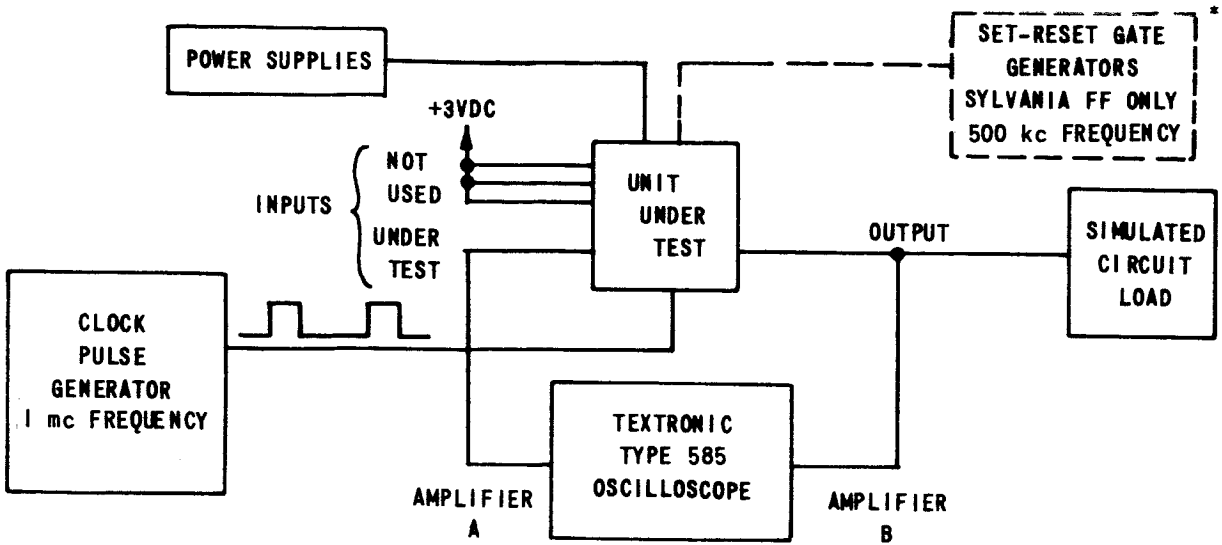 *
POWER SUPPLIES
SET-RESET GATE
GENERATORS
SYLVANIA FF ONLY
500 kc FREQUENCY
+3VDC
INPUTS
NOT
USED
UNDER
TEST
UNIT
UNDER
TEST
OUTPUT
SIMULATED
CIRCUIT
LOAD
CLOCK
PULSE
GENERATOR
1 mc FREQUENCY
TEXTRONIC
TYPE 585
OSCILLOSCOPE
AMPLIFIER
A
AMPLIFIER
B